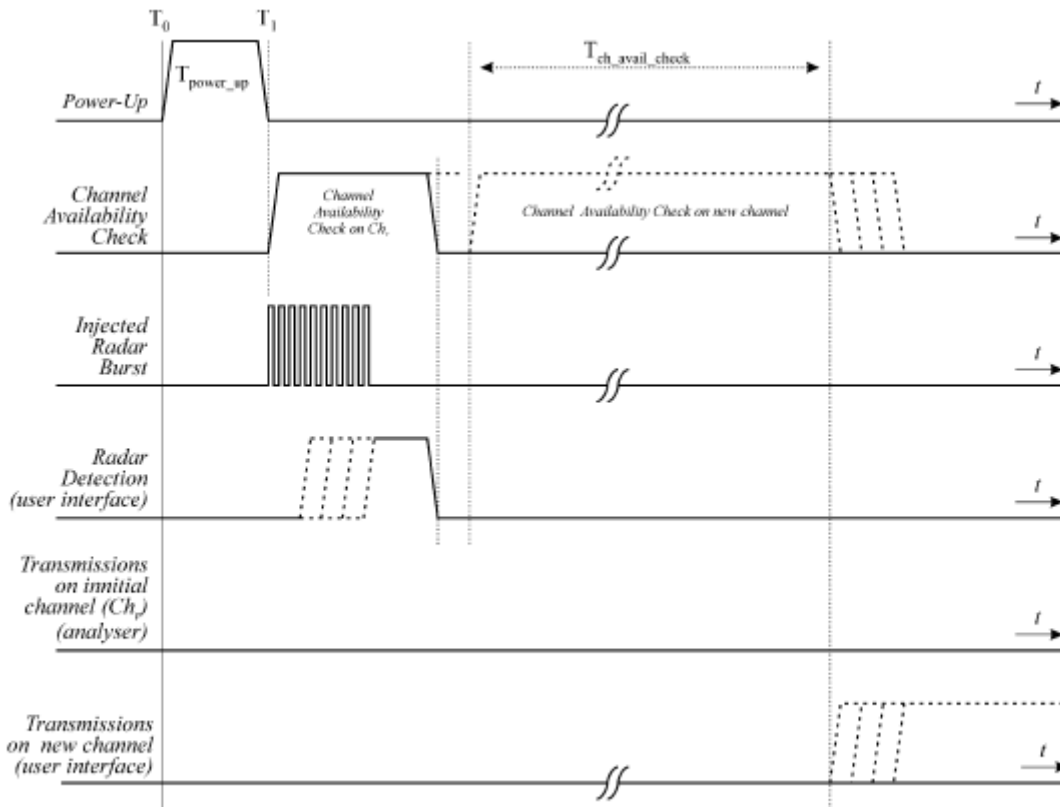 T0 T1
Tch_avail_check
Tpower_up
Power-Up
t
Channel
Availability
Check
Channel
Availability
Check on Chr
Channel Availability Check on new channel
t
Injected
Radar
Burst
t
Radar
Detection
(user interface)
t
Transmissions
on innitial
channel (Chr)
(analyser)
t
Transmissions
on new channel
(user interface)
t